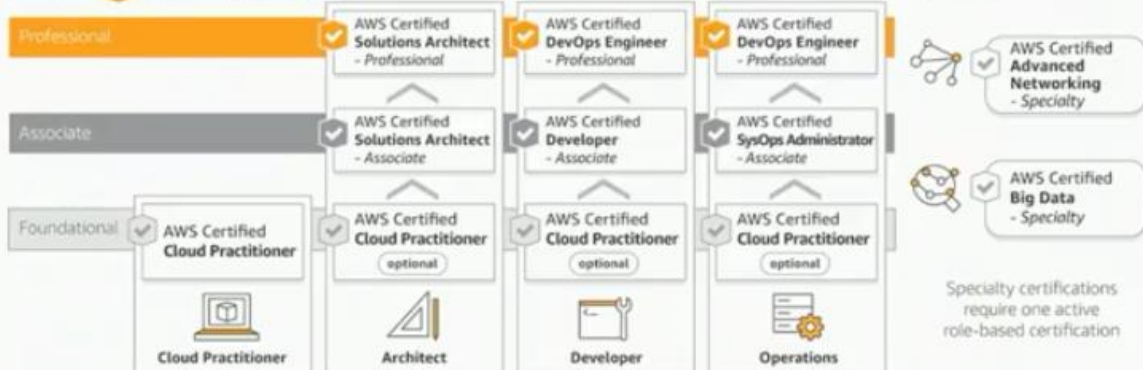 Professional
AWS Certified
Solutions Architect
- Professional
AWS Certified
DevOps Engineer
- Professional
AWS Certified
DevOps Engineer
- Professional
AWS Certified
Advanced
Networking
- Specialty
Associate
AWS Certified
Solutions Architect
- Associate
AWS Certified
Developer
- Associate
AWS Certified
SysOps Administrator
- Associate
AWS Certified
Big Data
- Specialty
Foundational
AWS Certified
Cloud Practitioner
AWS Certified
Cloud Practitioner
optional
AWS Certified
Cloud Practitioner
optional
AWS Certified
Cloud Practitioner
optional
Specialty certifications
require one active
role-based certification
Cloud Practitioner
Architect
Developer
Operations